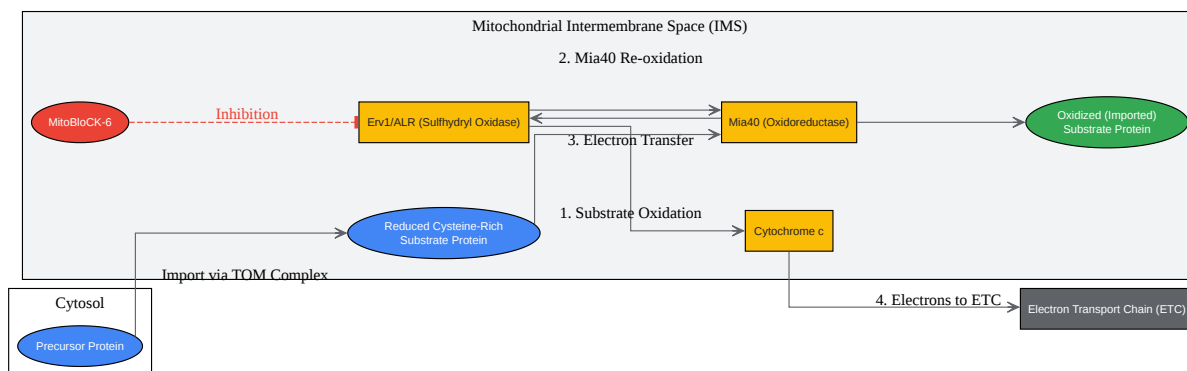 Mitochondrial Intermembrane Space (IMS)
2. Mia40 Re-oxidation
MitoBloCK-6
Inhibition
Erv1/ALR (Sulfhydryl Oxidase)
Mia40 (Oxidoreductase)
Oxidized (Imported)
Substrate Protein
3. Electron Transfer
1. Substrate Oxidation
Reduced Cysteine-Rich
Substrate Protein
Cytochrome c
Import via TOM Complex
Cytosol
Precursor Protein
4. Electrons to ETC
Electron Transport Chain (ETC)